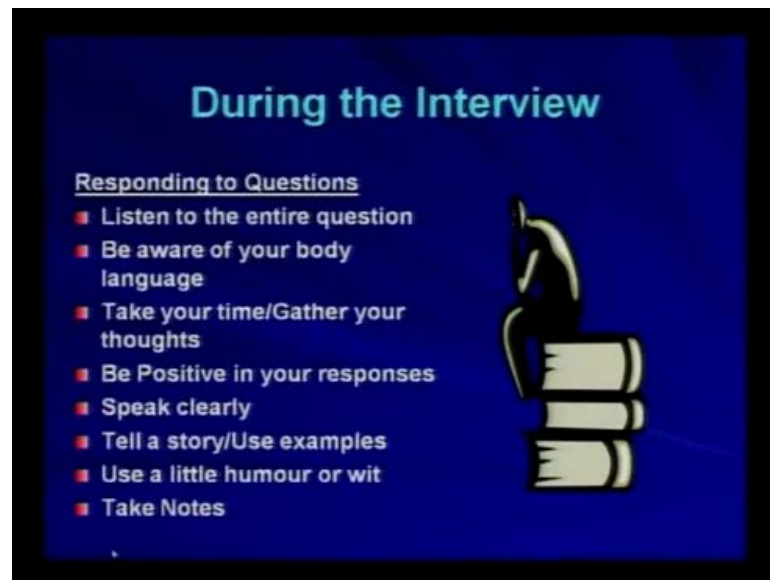 During the Interview
Responding to Questions
Listen to the entire question
Be aware of your body
language
Take your time/Gather your
thoughts
Be Positive in your responses
Speak clearly
Tell a story/Use examples
Use a little humour or wit
Take Notes